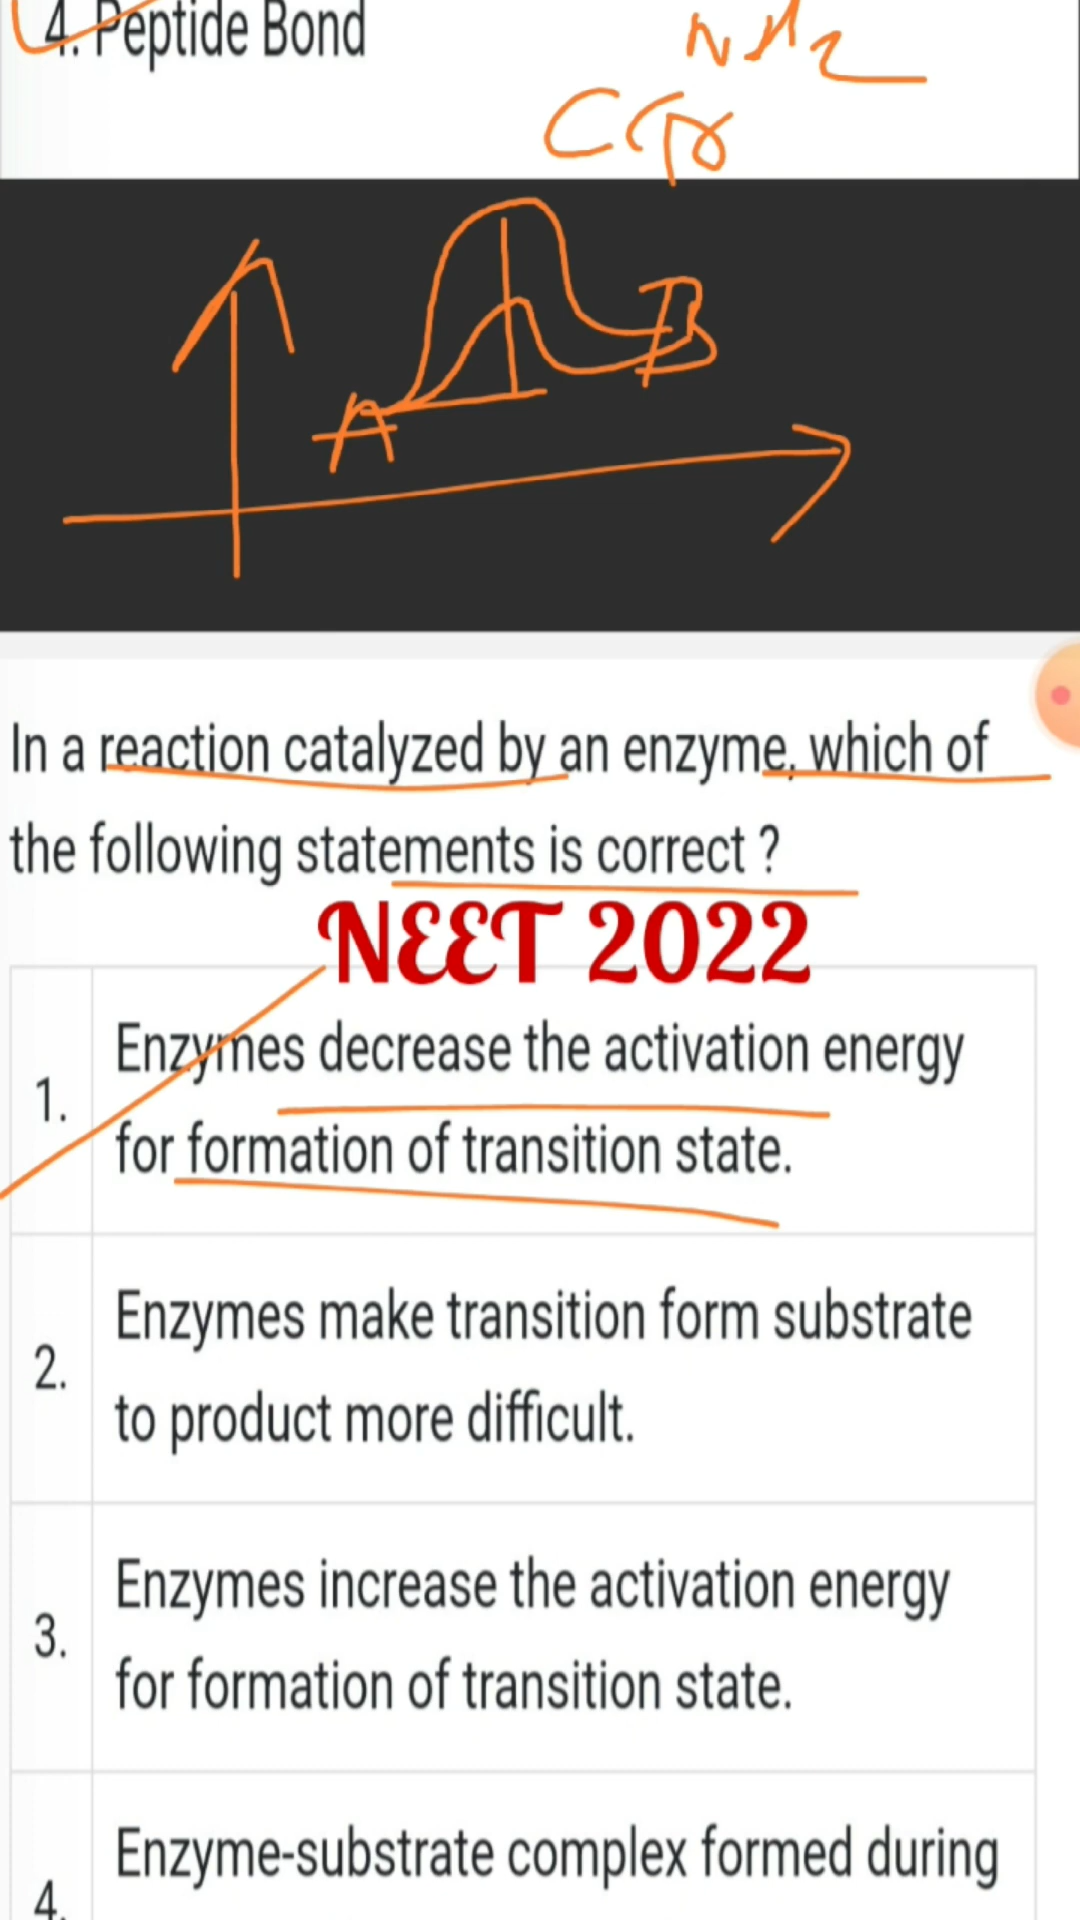 4. Peptide Bond
NH2
A
B
In a reaction catalyzed by an enzyme, which of
the following statements is correct ?
NEET 2022
1.
Enzymes decrease the activation energy
for formation of transition state.
2.
Enzymes make transition form substrate
to product more difficult.
3.
Enzymes increase the activation energy
for formation of transition state.
4.
Enzyme-substrate complex formed during